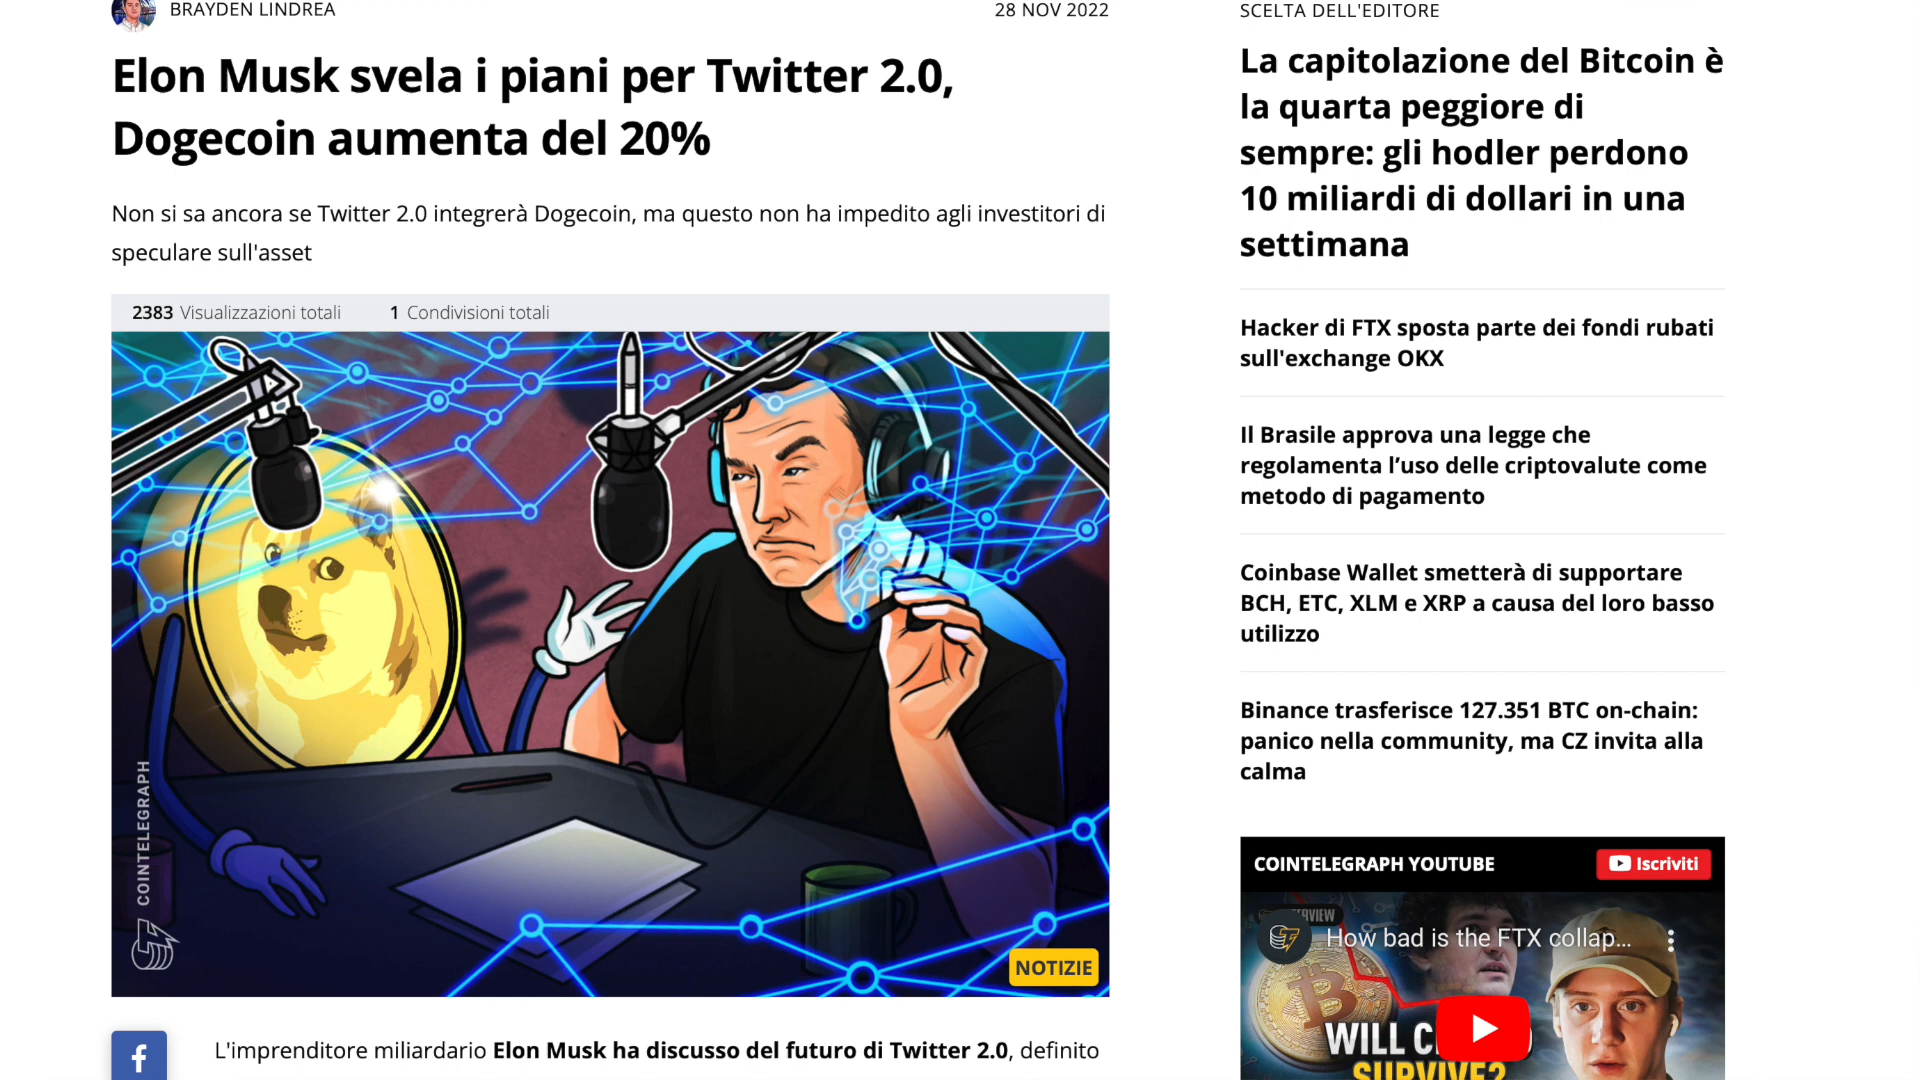 BRAYDEN LINDREA
28 NOV 2022
Elon Musk svela i piani per Twitter 2.0,
Dogecoin aumenta del 20%
Non si sa ancora se Twitter 2.0 integrerà Dogecoin, ma questo non ha impedito agli investitori di
speculare sull'asset
2383 Visualizzazioni totali
1 Condivisioni totali
COINTELEGRAPH
NOTIZIE
L'imprenditore miliardario Elon Musk ha discusso del futuro di Twitter 2.0, definito
SCELTA DELL'EDITORE
La capitolazione del Bitcoin è
la quarta peggiore di
sempre: gli hodler perdono
10 miliardi di dollari in una
settimana
Hacker di FTX sposta parte dei fondi rubati
sull'exchange OKX
Il Brasile approva una legge che
regolamenta l’uso delle criptovalute come
metodo di pagamento
Coinbase Wallet smetterà di supportare
BCH, ETC, XLM e XRP a causa del loro basso
utilizzo
Binance trasferisce 127.351 BTC on-chain:
panico nella community, ma CZ invita alla
calma
COINTELEGRAPH YOUTUBE
Iscriviti
How bad is the FTX collap...
WILL
SURVIVE?